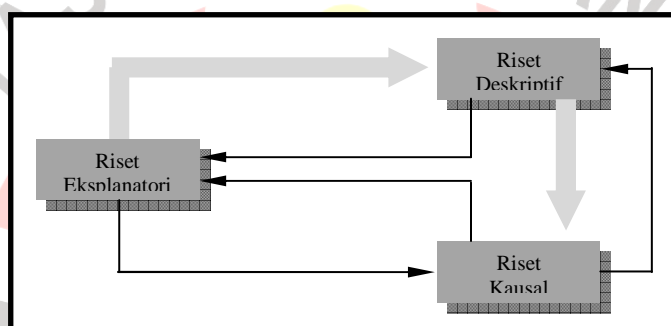 Riset
Deskriptif
Riset
Eksplanatori
Riset
Kausal